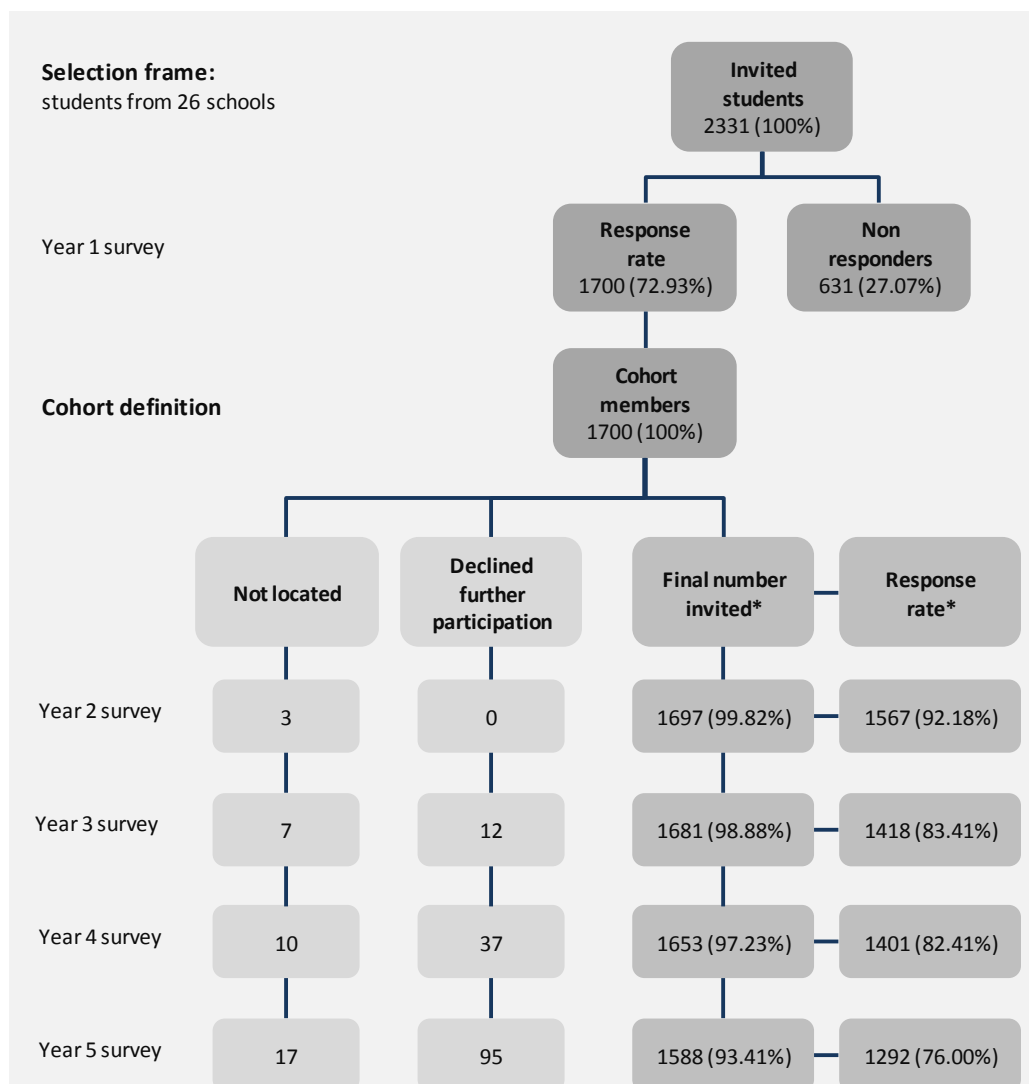 Selection frame:
students from 26 schools
Invited
students
2331 (100%)
Year 1 survey
Response
rate
1700 (72.93%)
Non
responders
631 (27.07%)
Cohort definition
Cohort
members
1700 (100%)
Not located
Declined
further
participation
Final number
invited*
Response
rate*
Year 2 survey
3
0
1697 (99.82%)
1567 (92.18%)
Year 3 survey
7
12
1681 (98.88%)
1418 (83.41%)
Year 4 survey
10
37
1653 (97.23%)
1401 (82.41%)
Year 5 survey
17
95
1588 (93.41%)
1292 (76.00%)